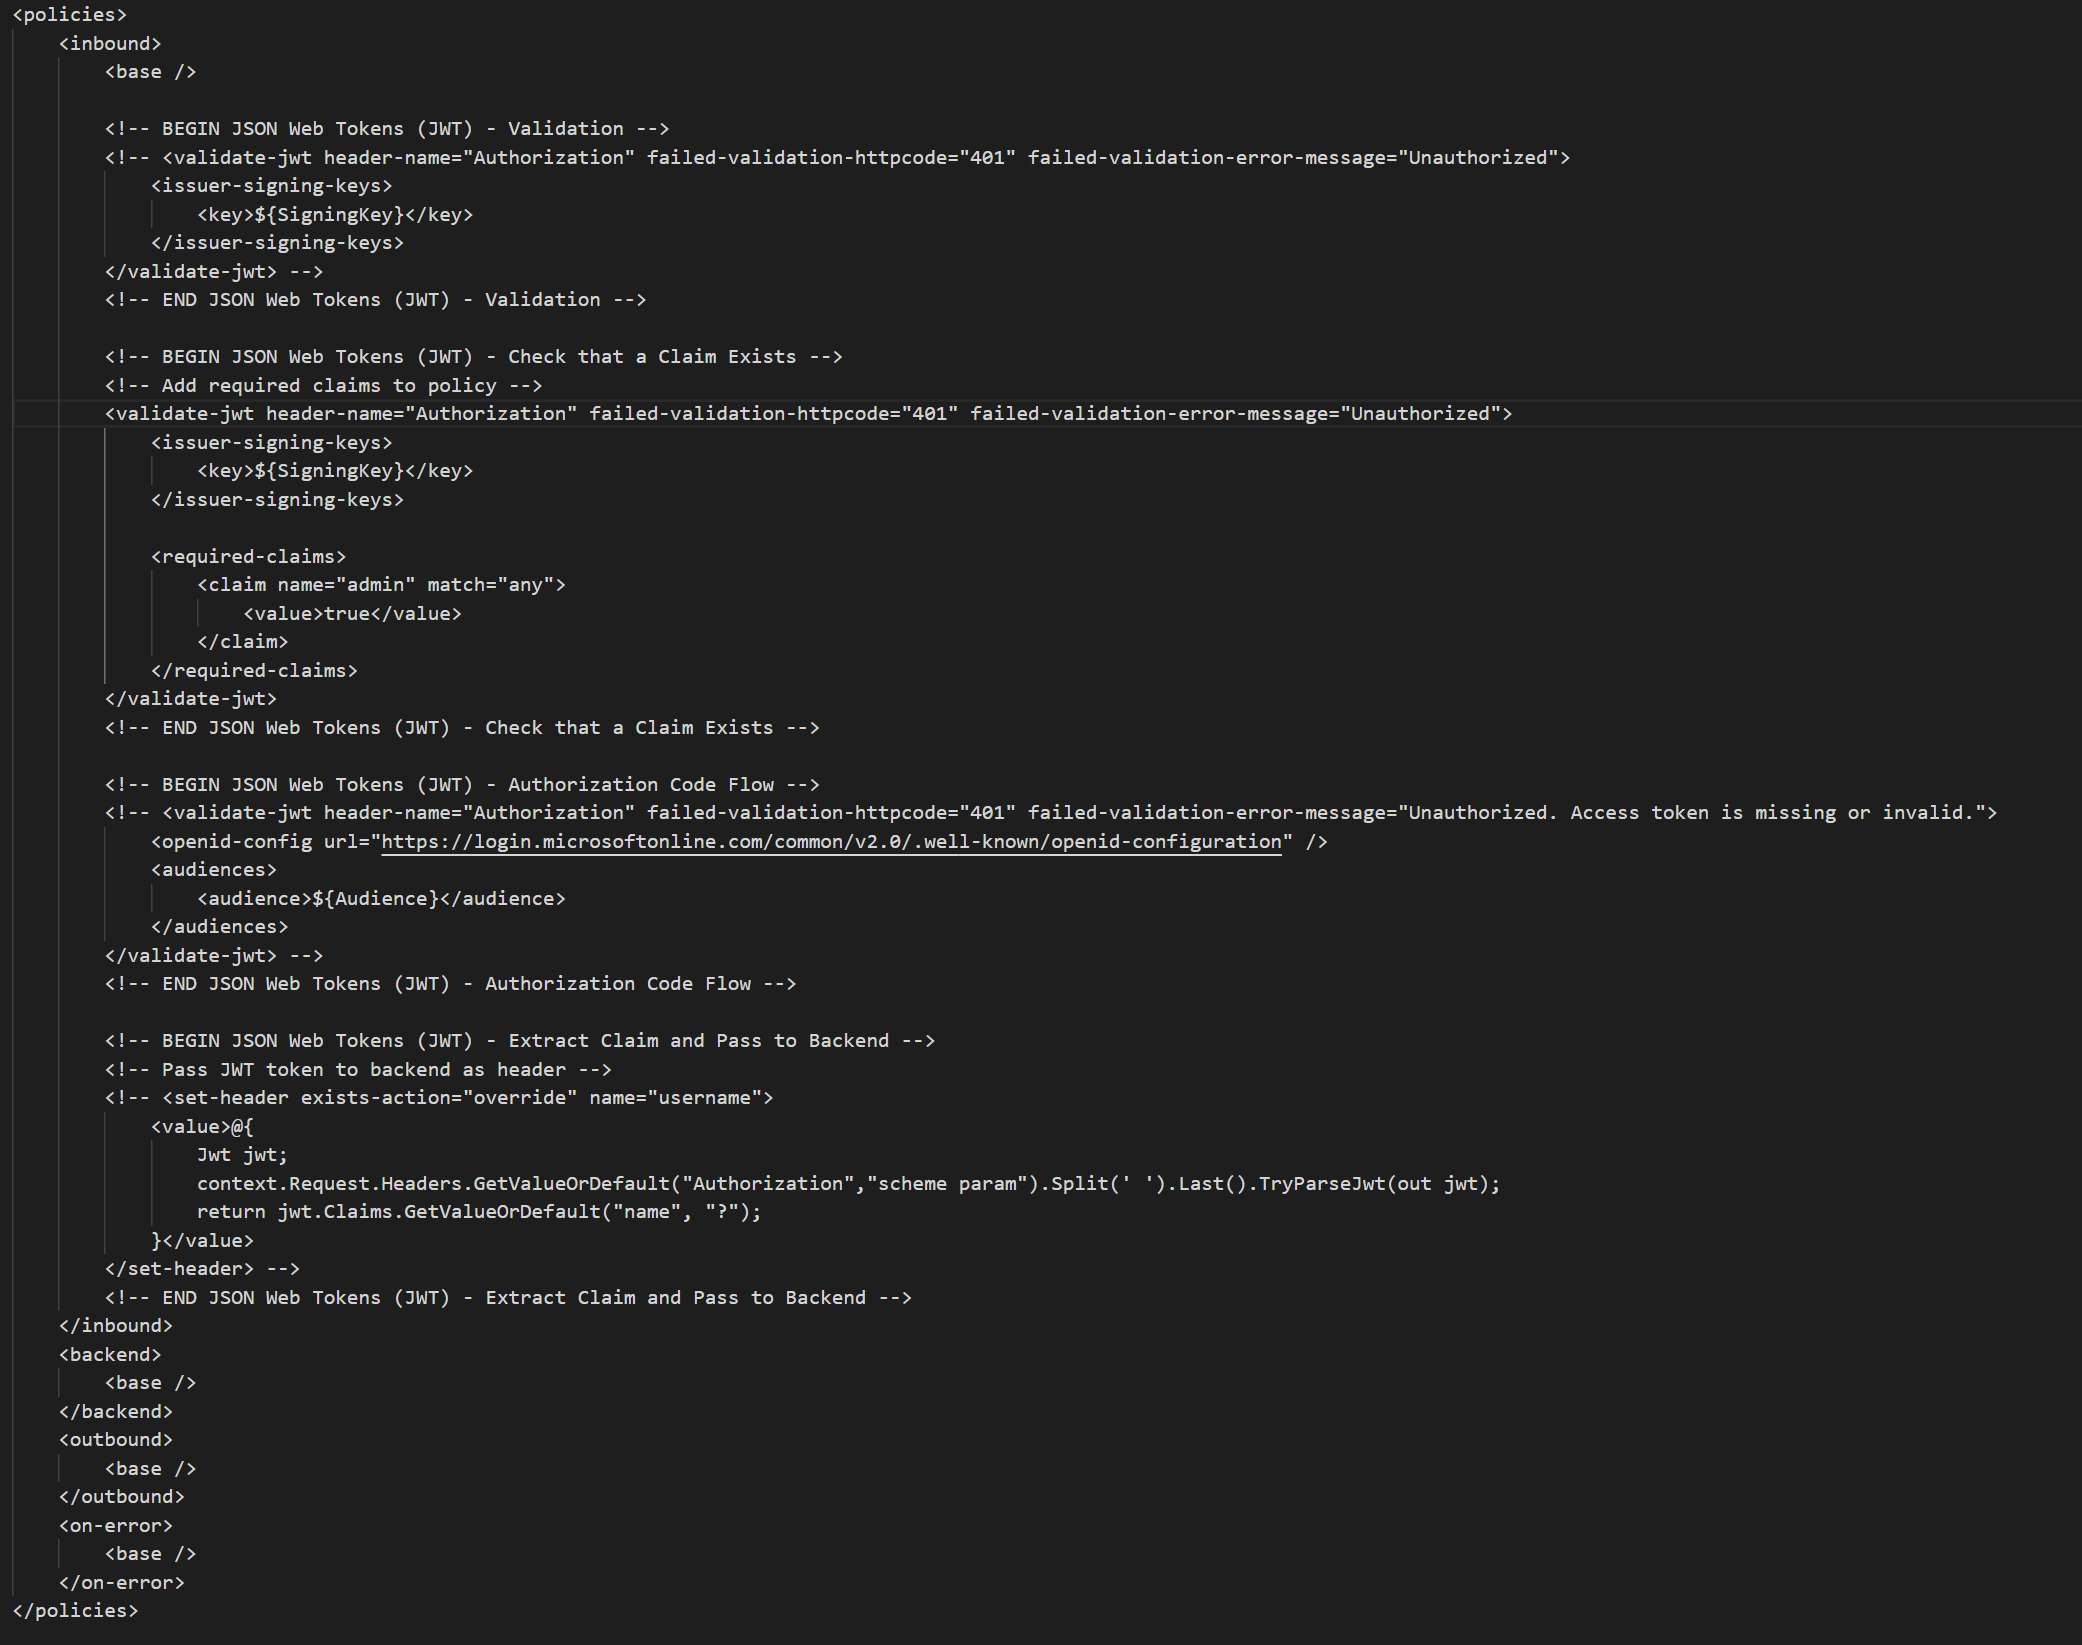 <policies>
<inbound>
<base />
<!-- BEGIN JSON Web Tokens (JWT) - Validation -->
<!-- <validate-jwt header-name="Authorization" failed-validation-httpcode="401" failed-validation-error-message="Unauthorized">
<issuer-signing-keys>
<key>${SigningKey}</key>
</issuer-signing-keys>
</validate-jwt> -->
<!-- END JSON Web Tokens (JWT) - Validation -->
<!-- BEGIN JSON Web Tokens (JWT) - Check that a Claim Exists -->
<!-- Add required claims to policy -->
<validate-jwt header-name="Authorization" failed-validation-httpcode="401" failed-validation-error-message="Unauthorized">
<issuer-signing-keys>
<key>${SigningKey}</key>
</issuer-signing-keys>
<required-claims>
<claim name="admin" match="any">
<value>true</value>
</claim>
</required-claims>
</validate-jwt>
<!-- END JSON Web Tokens (JWT) - Check that a Claim Exists -->
<!-- BEGIN JSON Web Tokens (JWT) - Authorization Code Flow -->
<!-- <validate-jwt header-name="Authorization" failed-validation-httpcode="401" failed-validation-error-message="Unauthorized. Access token is missing or invalid.">
<openid-config url="https://login.microsoftonline.com/common/v2.0/.well-known/openid-configuration" />
<audiences>
<audience>${Audience}</audience>
</audiences>
</validate-jwt> -->
<!-- END JSON Web Tokens (JWT) - Authorization Code Flow -->
<!-- BEGIN JSON Web Tokens (JWT) - Extract Claim and Pass to Backend -->
<!-- Pass JWT token to backend as header -->
<!-- <set-header exists-action="override" name="username">
<value>@{
Jwt jwt;
context.Request.Headers.GetValueOrDefault("Authorization","scheme param").Split(' ').Last().TryParseJwt(out jwt);
return jwt.Claims.GetValueOrDefault("name", "?");
}</value>
</set-header> -->
<!-- END JSON Web Tokens (JWT) - Extract Claim and Pass to Backend -->
</inbound>
<backend>
<base />
</backend>
<outbound>
<base />
</outbound>
<on-error>
<base />
</on-error>
</policies>